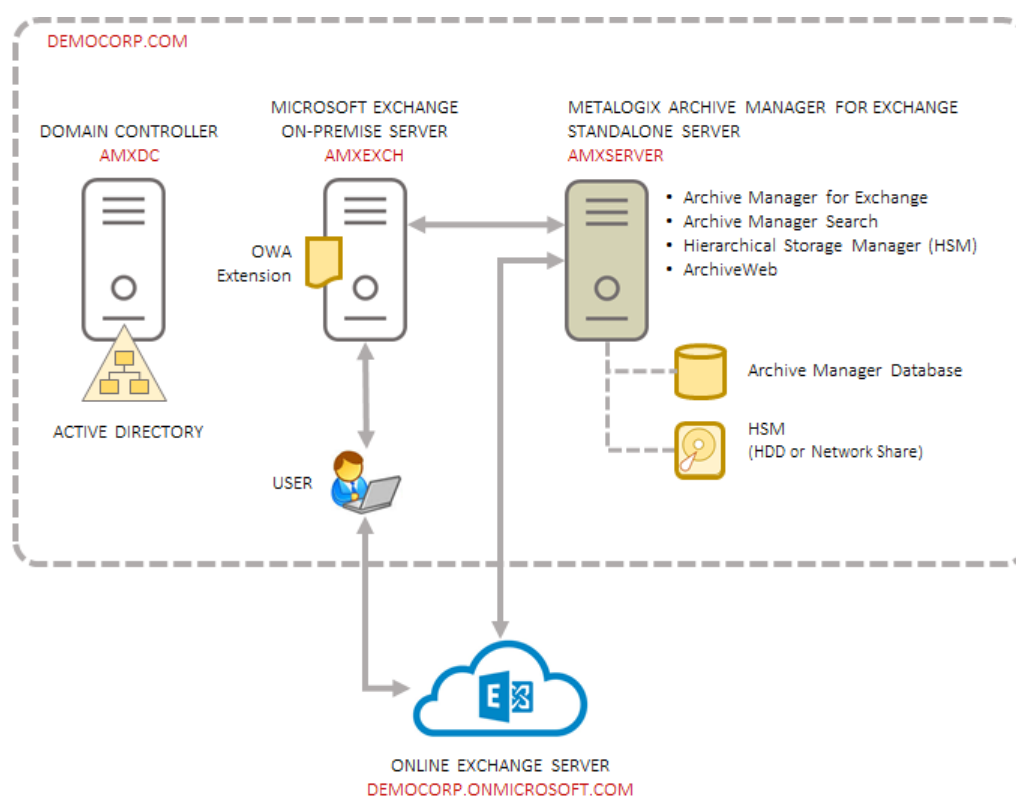 DEMOCORP.COM
DOMAIN CONTROLLER
AMXDC
MICROSOFT EXCHANGE
ON-PREMISE SERVER
AMXEXCH
METALOGIX ARCHIVE MANAGER FOR EXCHANGE
STANDALONE SERVER
AMXSERVER
• Archive Manager for Exchange
• Archive Manager Search
• Hierarchical Storage Manager (HSM)
• ArchiveWeb
OWA
Extension
Archive Manager Database
ACTIVE DIRECTORY
HSM
(HDD or Network Share)
USER
E
ONLINE EXCHANGE SERVER
DEMOCORP.ONMICROSOFT.COM